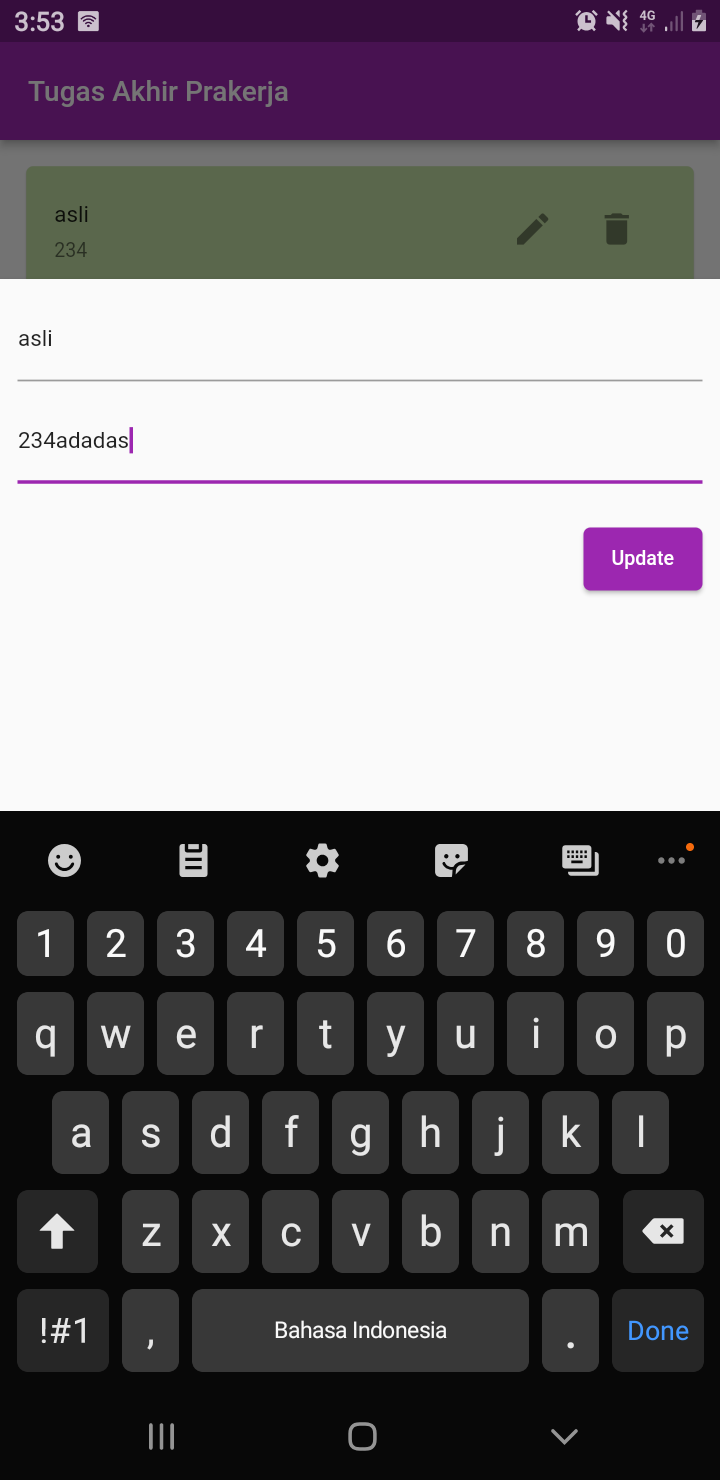 3:53 4G
Tugas Akhir Prakerja
asli
234
asli
234adadas
Update
1 2 3 4 5 6 7 8 9 0
q w e r t y u i o p
a s d f g h j k l
z x c v b n m
!#1 , Bahasa Indonesia . Done